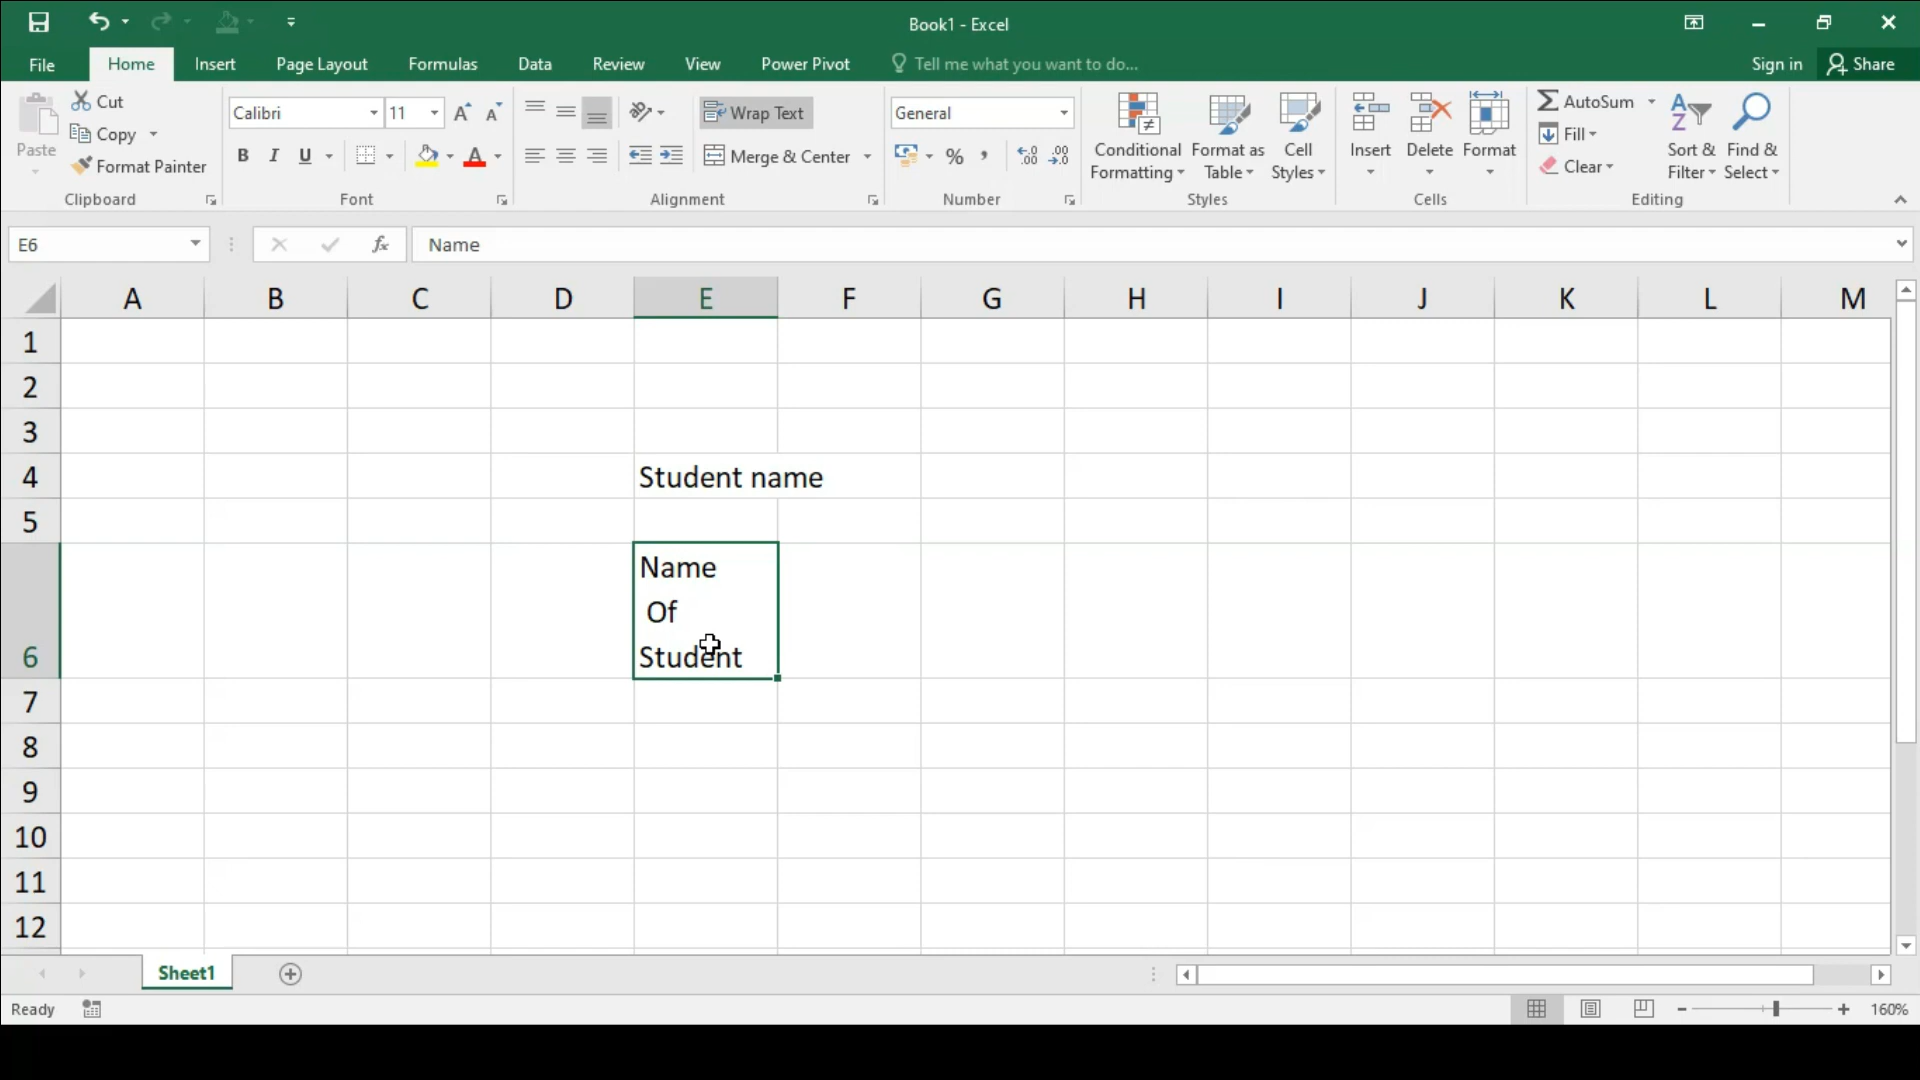 Book1 - Excel
File Home Insert Page Layout Formulas Data Review View Power Pivot Tell me what you want to do... Sign in Share
Paste
Cut
Copy
Format Painter
Clipboard
Calibri 11
B I U
Font
Wrap Text
Merge & Center
Alignment
General
Number
Conditional Formatting
Format as Table
Cell Styles
Styles
Insert
Delete
Format
Cells
AutoSum
Fill
Clear
Sort & Filter
Find & Select
Editing
E6 fx Name
A B C D E F G H I J K L M
1
2
3
4 Student name
5
Name
Of
6 Student
7
8
9
10
11
12
Sheet1
Ready 160%